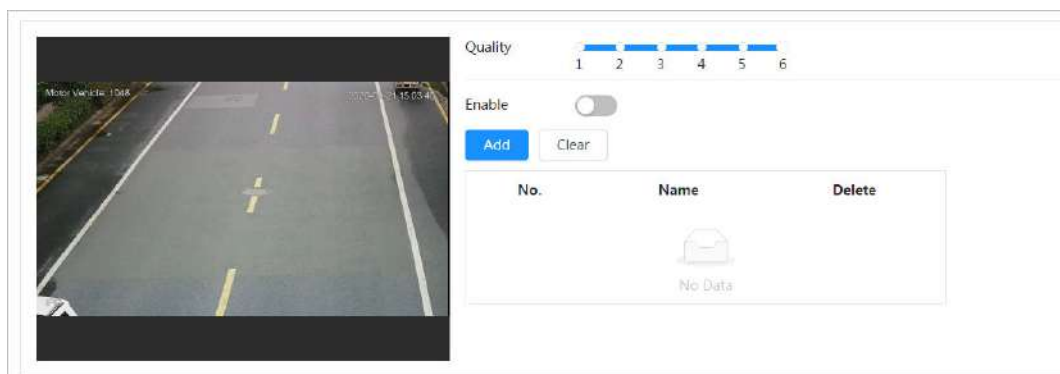 Quality
1 2 3 4 5 6
Motor Vehicle: 1048
Enable
Add Clear
No. Name Delete
No Data